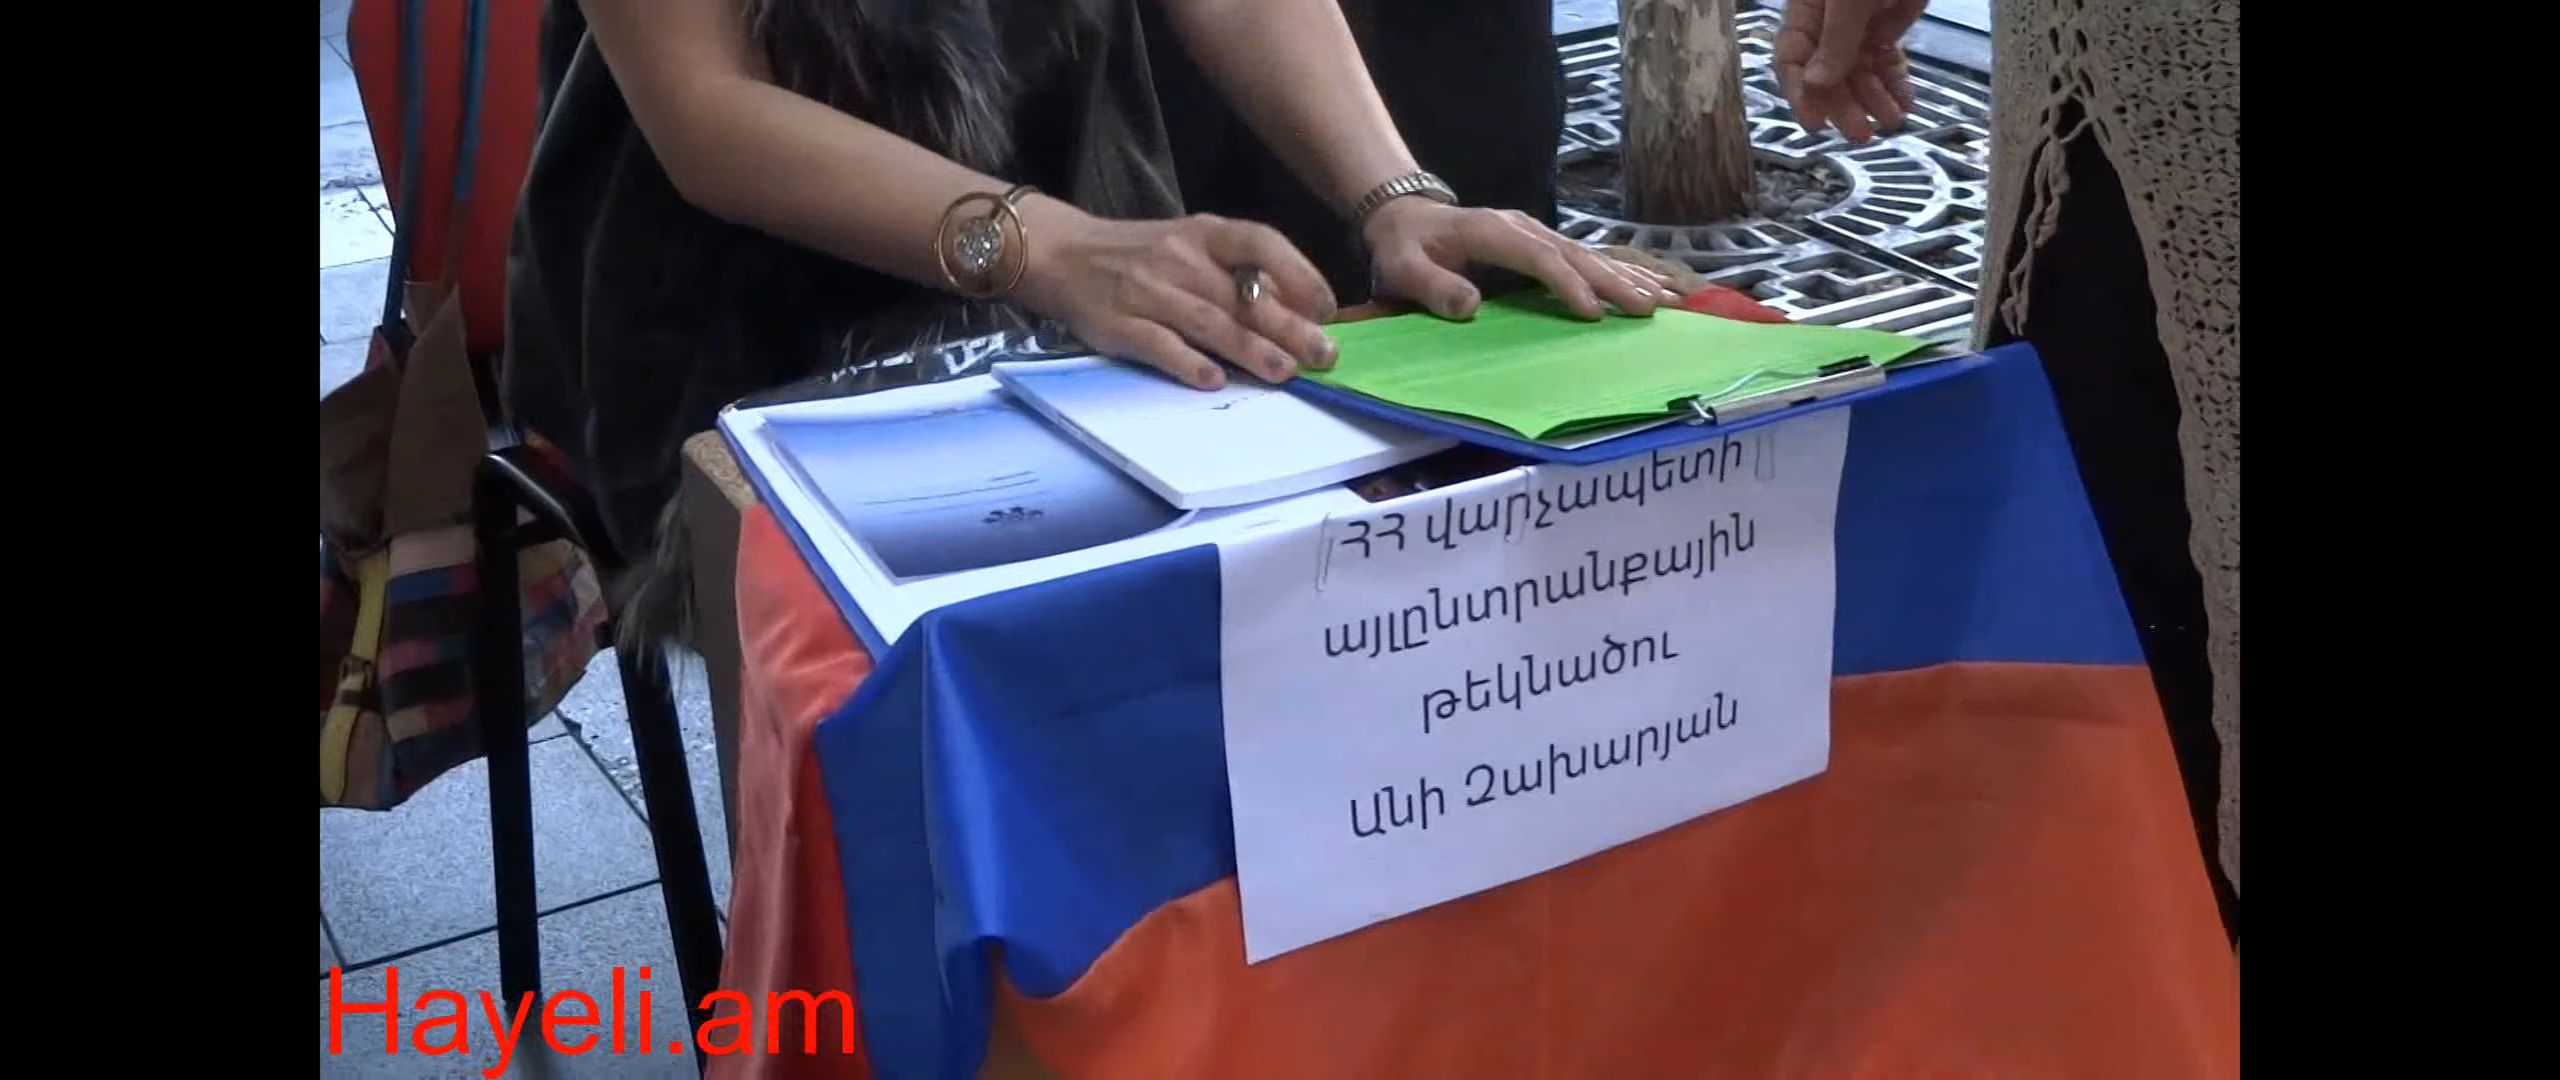 ՀՀ վարչապետի
այլընտրանքային
թեկնածու
Անի Զախարյան
Hayeli.am